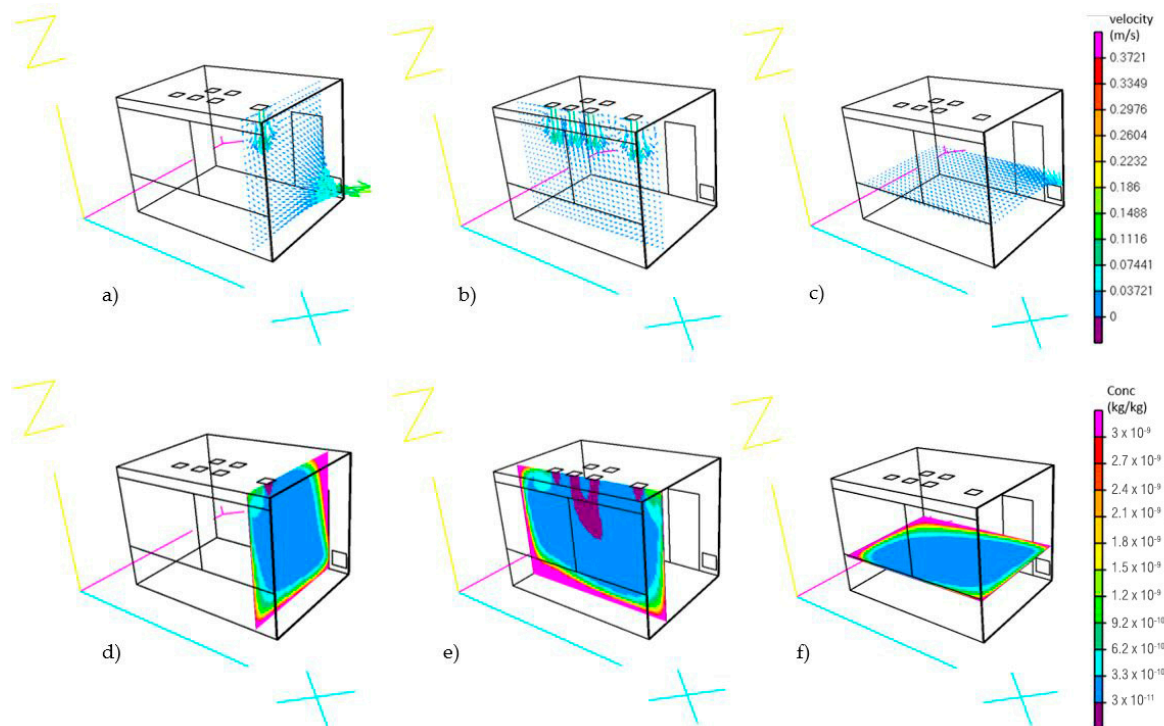 Z
Y
X
a)
Z
Y
X
b)
Z
Y
X
c)
velocity
(m/s)
0.3721
0.3349
0.2976
0.2604
0.2232
0.186
0.1488
0.1116
0.07441
0.03721
0
Z
Y
X
d)
Z
Y
X
e)
Z
Y
X
f)
Conc
(kg/kg)
3 x 10⁻⁹
2.7 x 10⁻⁹
2.4 x 10⁻⁹
2.1 x 10⁻⁹
1.8 x 10⁻⁹
1.5 x 10⁻⁹
1.2 x 10⁻⁹
9.2 x 10⁻¹⁰
6.2 x 10⁻¹⁰
3.3 x 10⁻¹⁰
3 x 10⁻¹¹